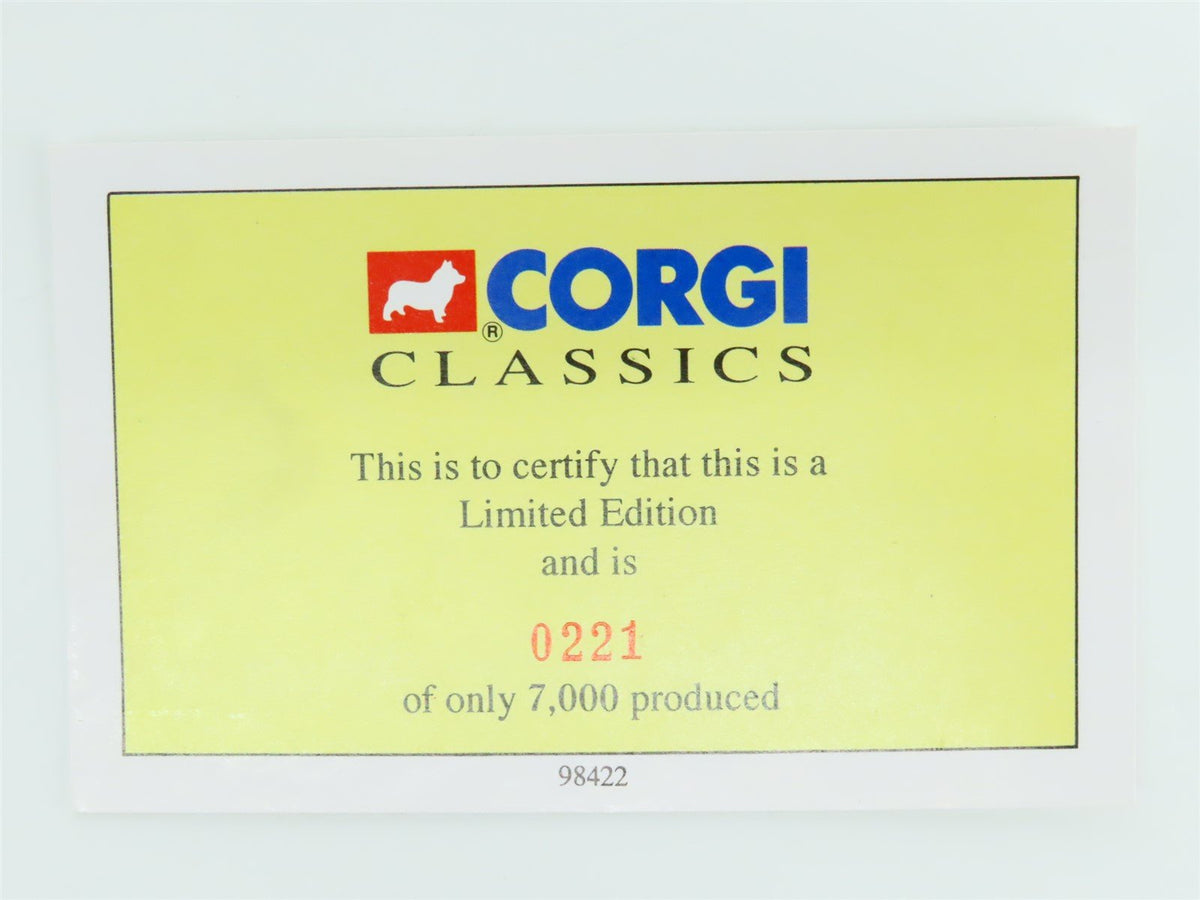 ® CORGI
CLASSICS
This is to certify that this is a
Limited Edition
and is
0221
of only 7,000 produced
98422